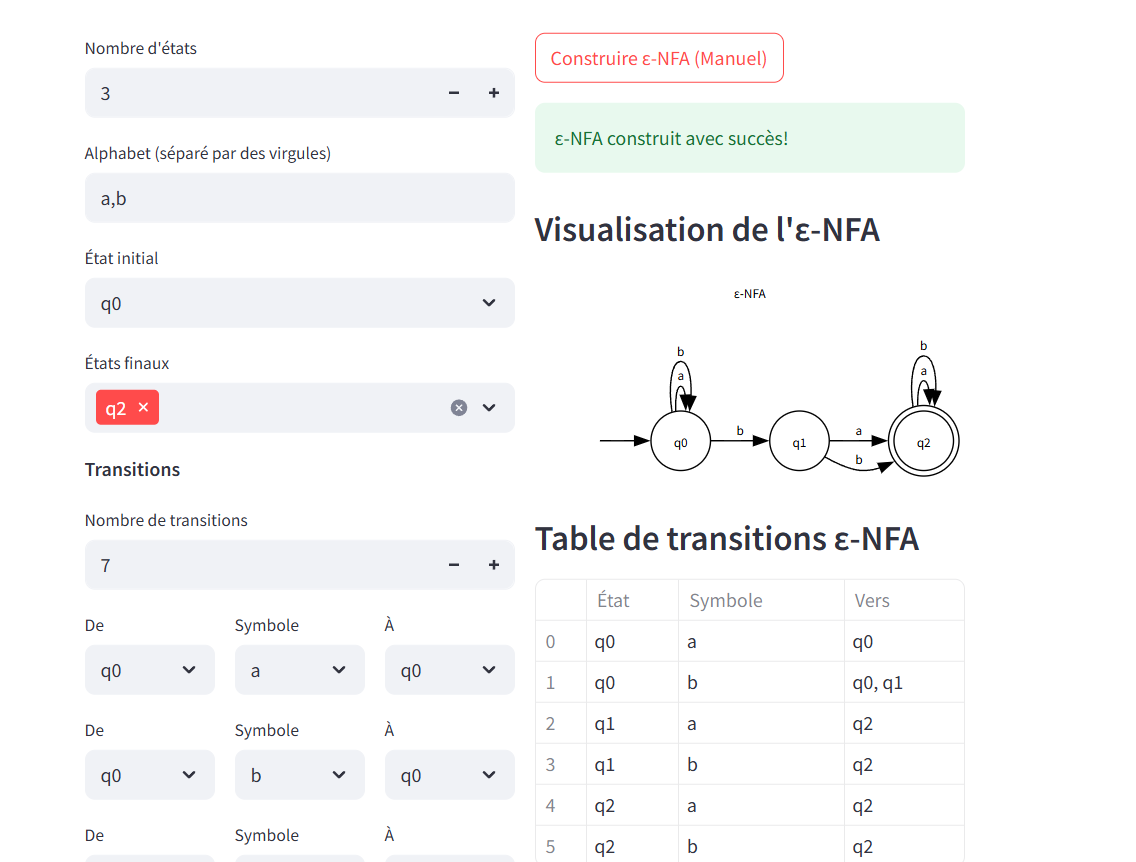 Nombre d'états
3
Alphabet (séparé par des virgules)
a,b
État initial
q0
États finaux
q2
Transitions
Nombre de transitions
7
De Symbole À
q0 a q0
De Symbole À
q0 b q0
De Symbole À
Construire ε-NFA (Manuel)
ε-NFA construit avec succès!
Visualisation de l'ε-NFA
ε-NFA
b b
a a
b a
q0 q1 q2
b
Table de transitions ε-NFA
État Symbole Vers
0 q0 a q0
1 q0 b q0, q1
2 q1 a q2
3 q1 b q2
4 q2 a q2
5 q2 b q2